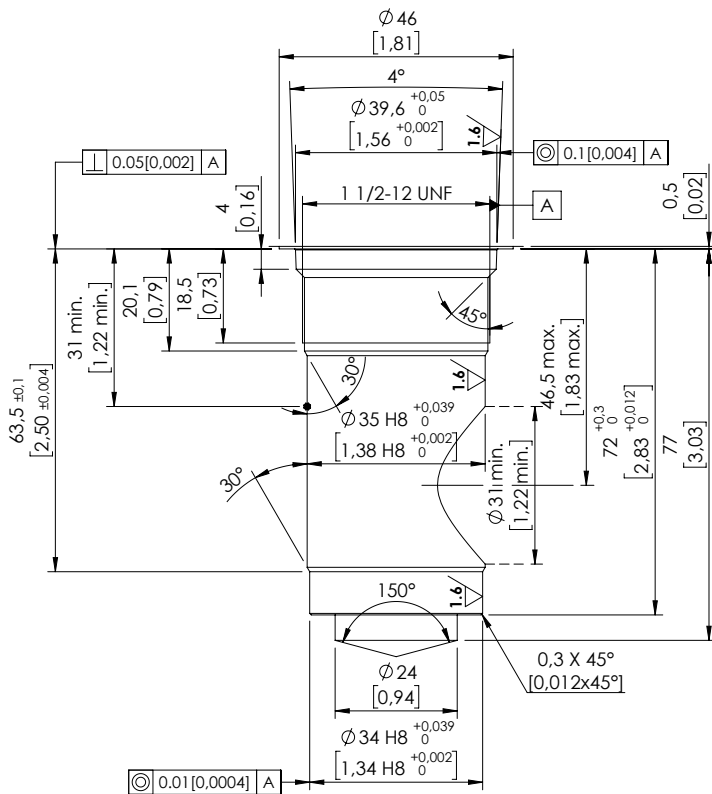 Ø 46
[1,81]
4°
Ø 39,6 +0,05 0
[1,56 +0,002 0]
1.6
◎ 0.1[0,004] A
⊥ 0.05[0,002] A
1 1/2-12 UNF
A
4
[0,16]
0,5
[0,02]
63,5 ±0,1
[2,50 ±0,004]
31 min.
[1,22 min.]
20,1
[0,79]
18,5
[0,73]
45°
30°
1.6
46,5 max.
[1,83 max.]
72 +0,3 0
[2,83 +0,012 0]
77
[3,03]
Ø 35 H8 +0,039 0
[1,38 H8 +0,002 0]
30°
Ø 31 min.
[1,22 min.]
1.6
150°
0,3 X 45°
[0,012x45°]
Ø 24
[0,94]
Ø 34 H8 +0,039 0
[1,34 H8 +0,002 0]
◎ 0.01[0,0004] A